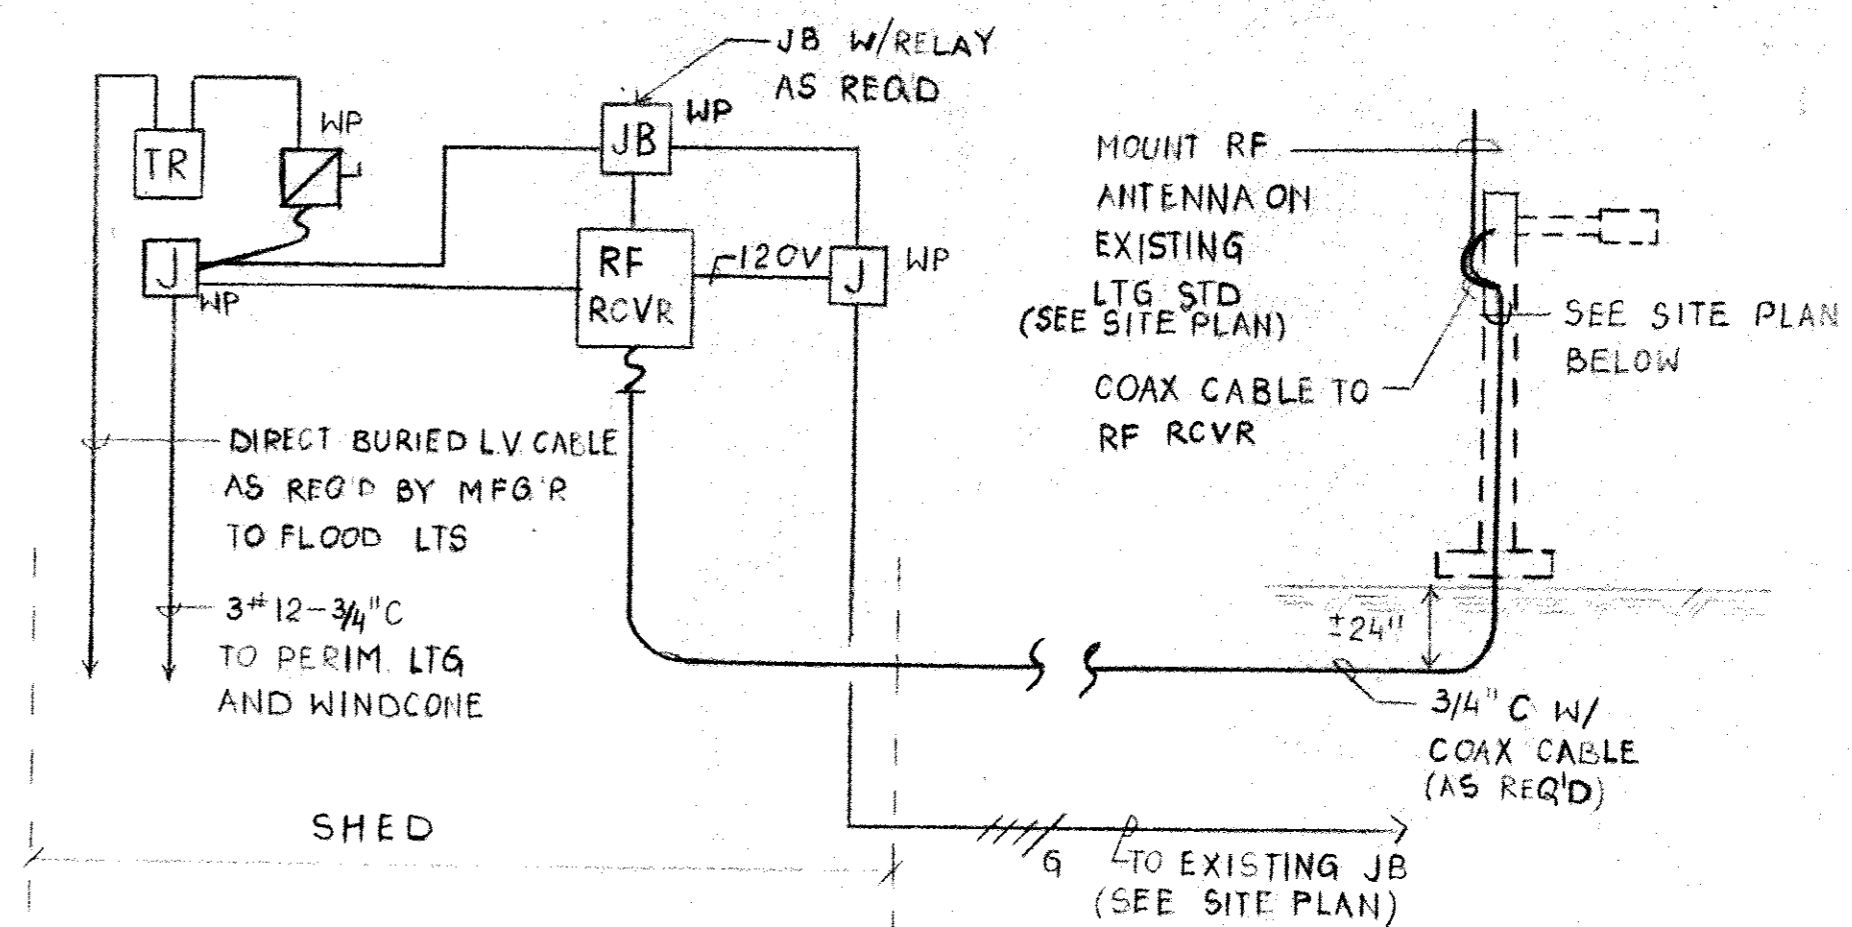 JB W/RELAY
AS REQ'D
WP
JB
WP
TR
J
WP
RF
RCVR
120V
J
WP
DIRECT BURIED L.V. CABLE
AS REQ'D BY MFG'R
TO FLOOD LTS
3#12-3/4"C
TO PERIM. LTG
AND WINDCONE
SHED
MOUNT RF
ANTENNA ON
EXISTING
LTG STD
(SEE SITE PLAN)
COAX CABLE TO
RF RCVR
SEE SITE PLAN
BELOW
±24"
3/4" C W/
COAX CABLE
(AS REQ'D)
G
TO EXISTING JB
(SEE SITE PLAN)